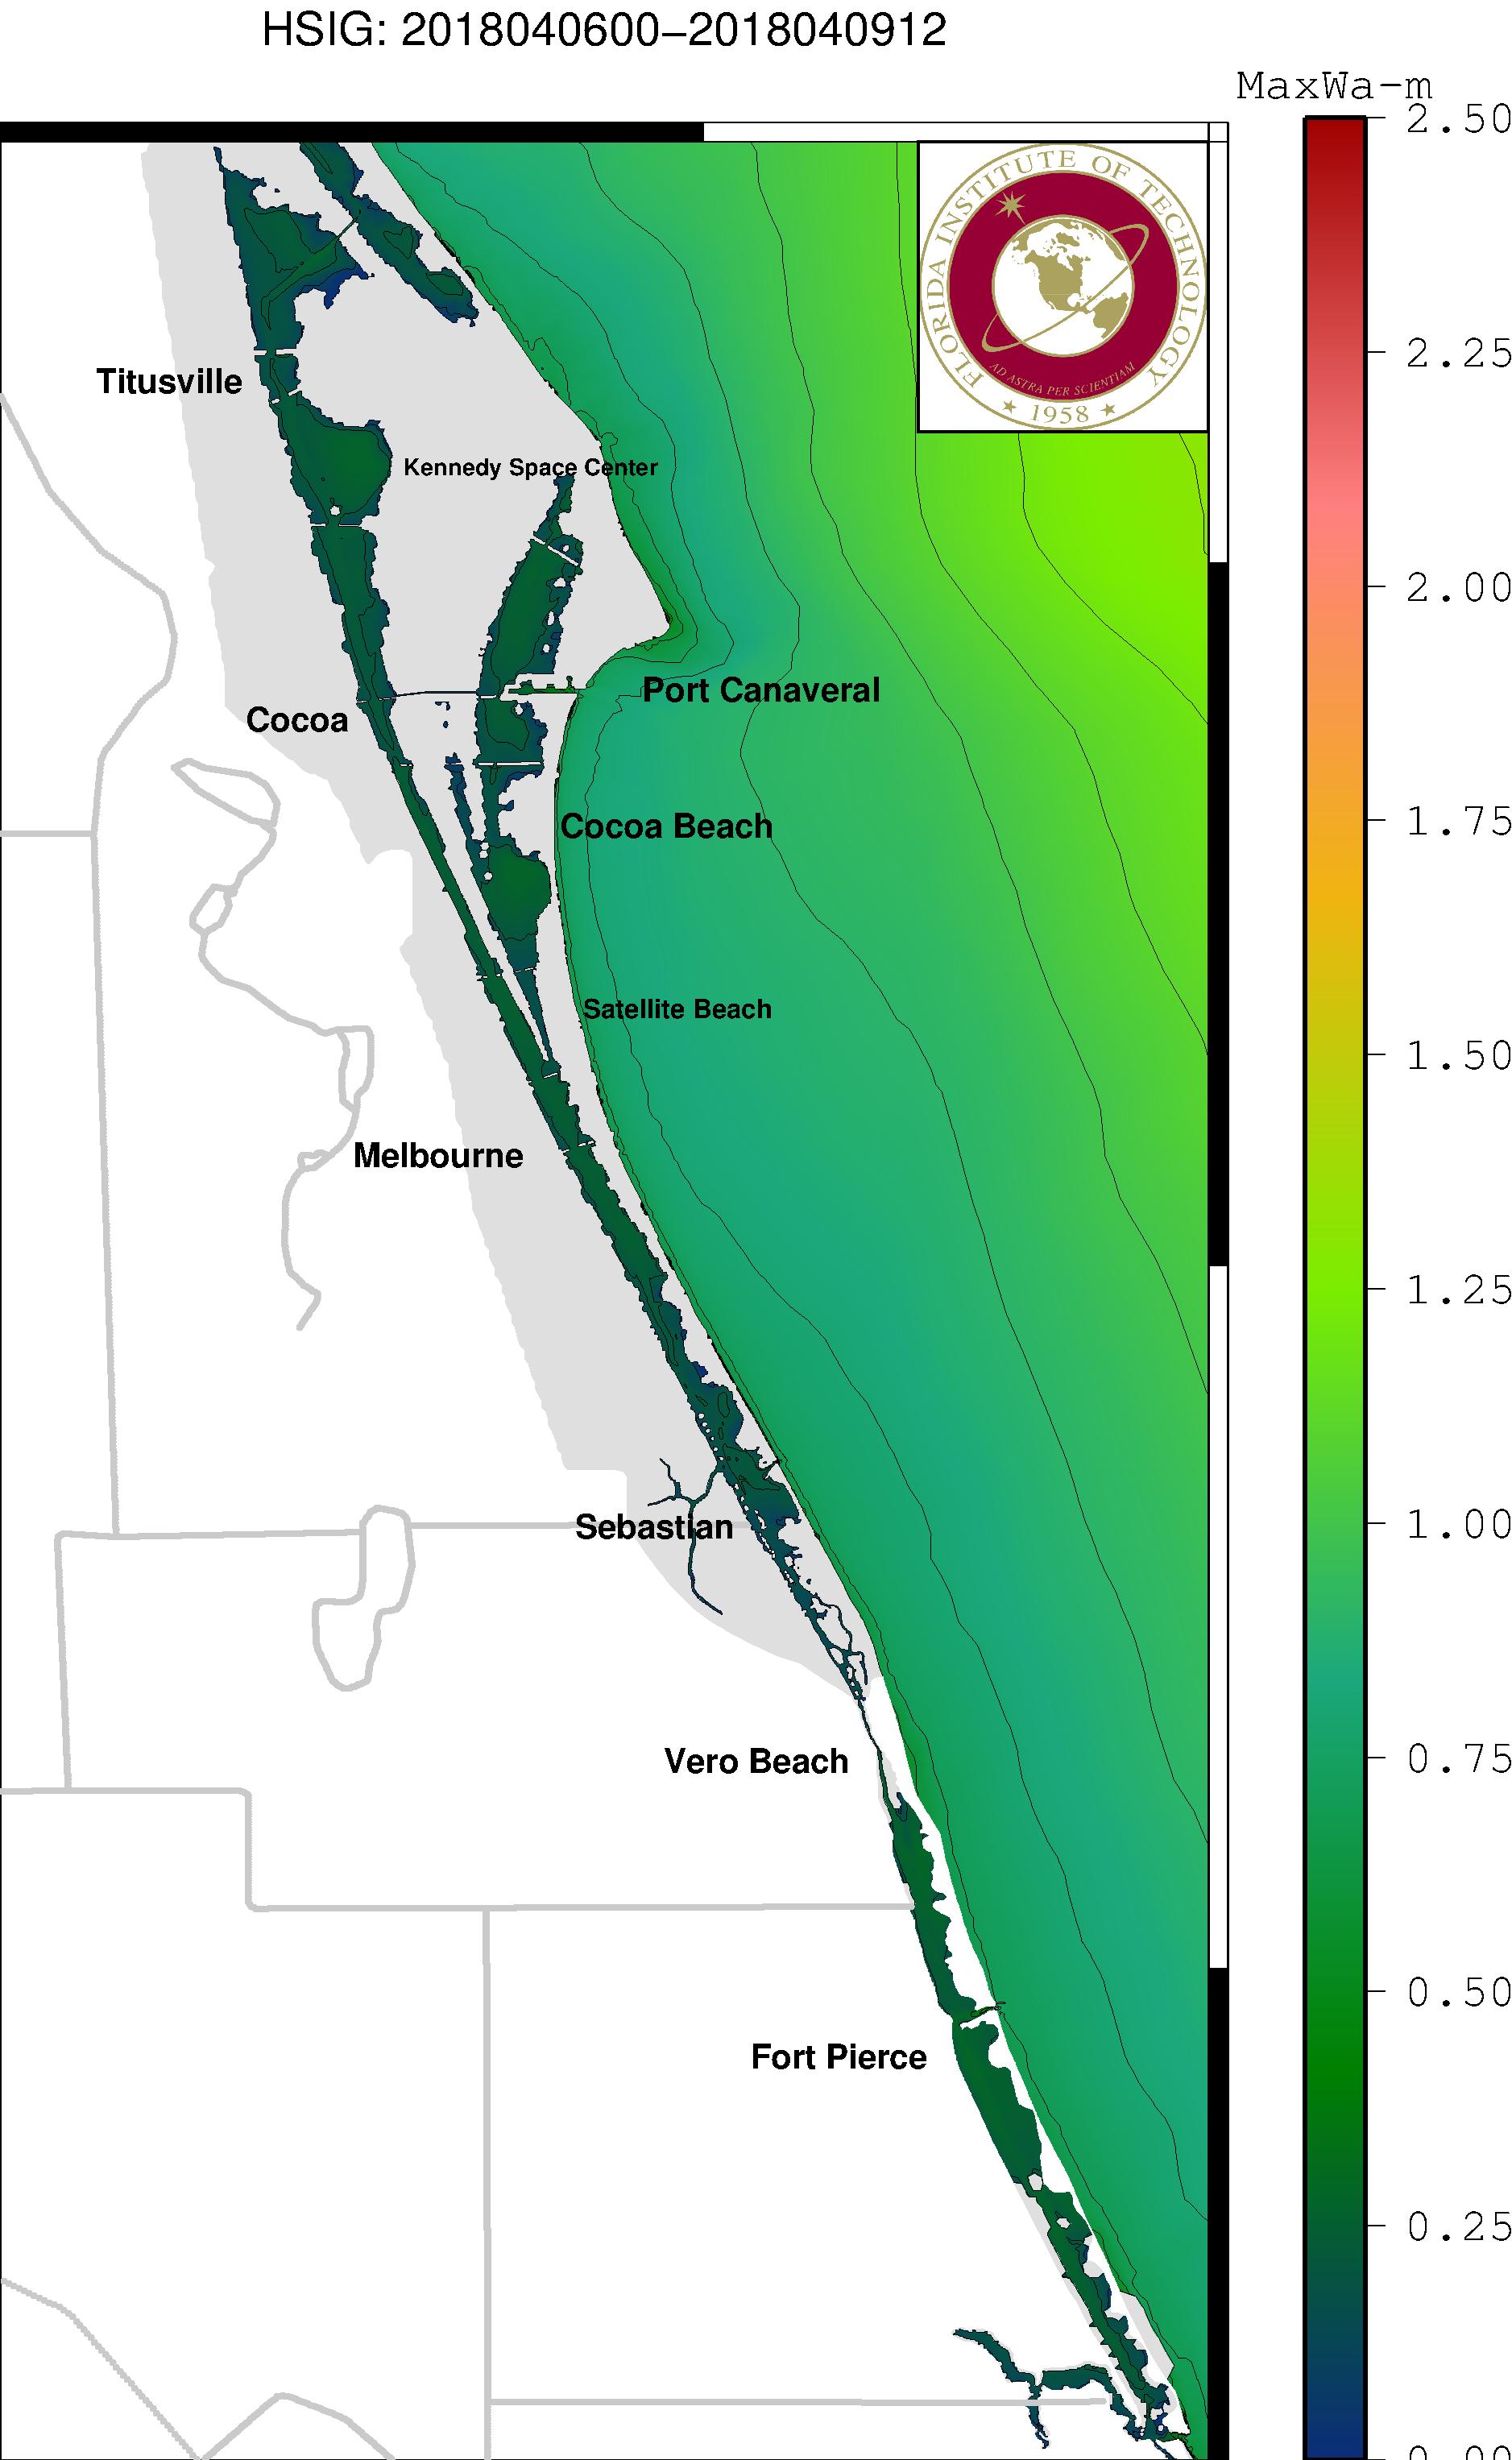 HSIG: 2018040600–2018040912
MaxWa-m
2.50
2.25
2.00
1.75
1.50
1.25
1.00
0.75
0.50
0.25
0.00
FLORIDA INSTITUTE OF TECHNOLOGY
AD ASTRA PER SCIENTIAM
★ 1958 ★
Titusville
Kennedy Space Center
Port Canaveral
Cocoa
Cocoa Beach
Satellite Beach
Melbourne
Sebastian
Vero Beach
Fort Pierce